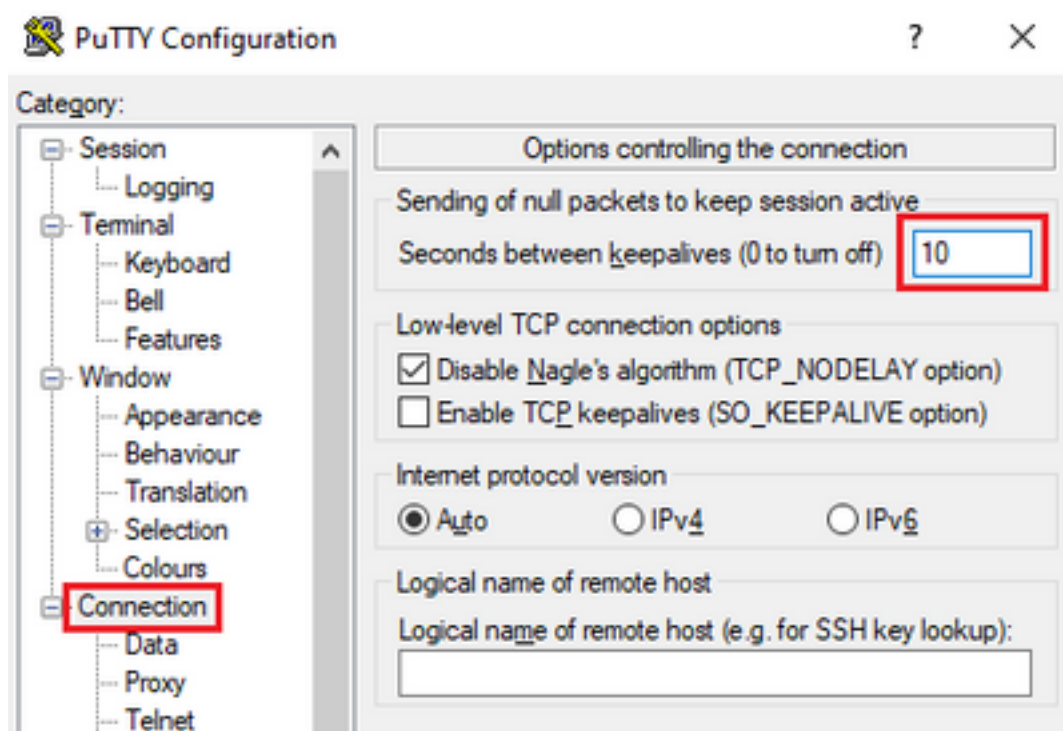 PuTTY Configuration
?
Category:
Session
Logging
Terminal
Keyboard
Bell
Features
Window
Appearance
Behaviour
Translation
Selection
Colours
Connection
Data
Proxy
Telnet
Options controlling the connection
Sending of null packets to keep session active
Seconds between keepalives (0 to turn off) 10
Low-level TCP connection options
Disable Nagle's algorithm (TCP_NODELAY option)
Enable TCP keepalives (SO_KEEPALIVE option)
Internet protocol version
Auto IPv4 IPv6
Logical name of remote host
Logical name of remote host (e.g. for SSH key lookup):